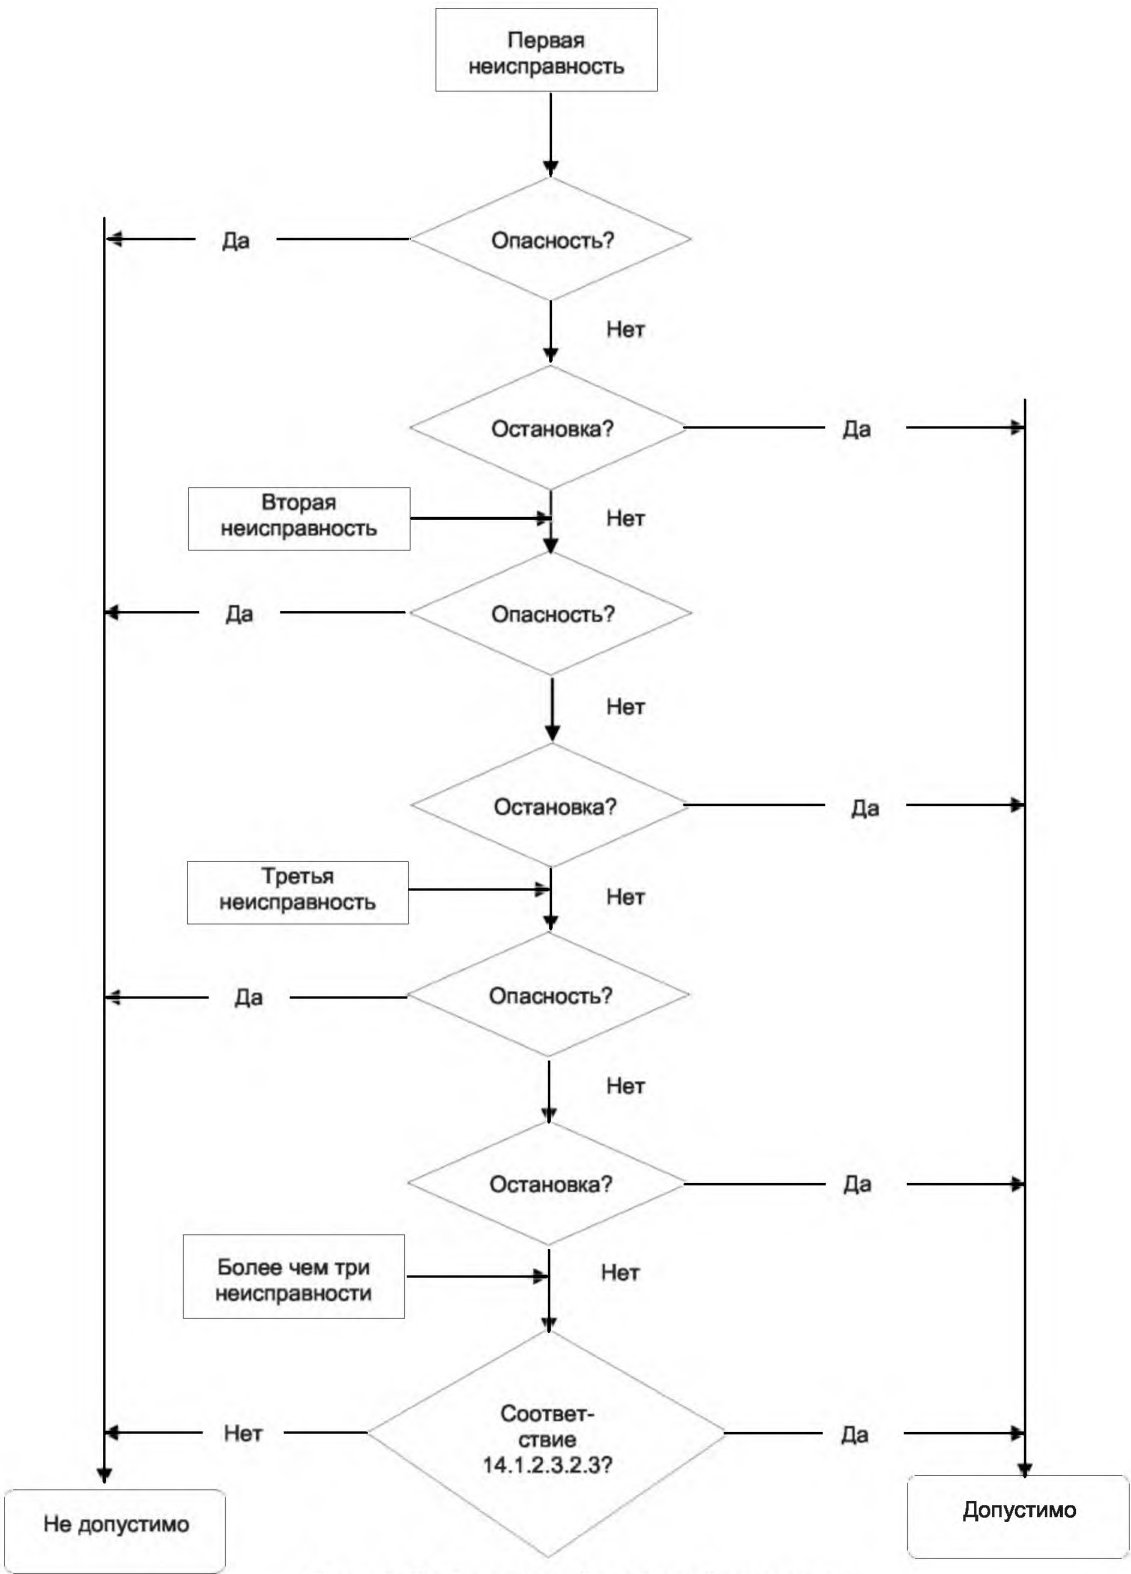 Первая
неисправность
Опасность?
Да
Нет
Остановка?
Да
Вторая
неисправность
Нет
Опасность?
Да
Нет
Остановка?
Да
Третья
неисправность
Нет
Опасность?
Да
Нет
Остановка?
Да
Более чем три
неисправности
Нет
Соответ-
ствие
14.1.2.3.2.3?
Нет
Да
Не допустимо
Допустимо